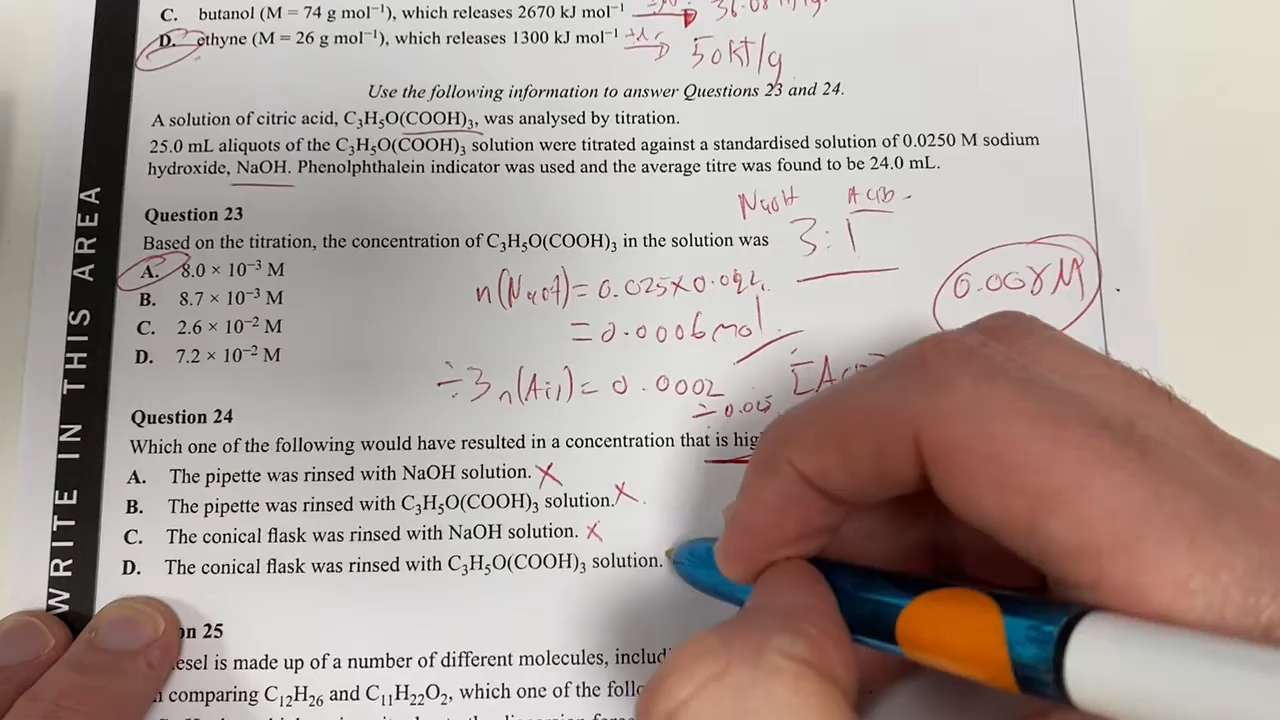 C. butanol (M = 74 g mol⁻¹), which releases 2670 kJ mol⁻¹
D. ethyne (M = 26 g mol⁻¹), which releases 1300 kJ mol⁻¹
50kJ/g
Use the following information to answer Questions 23 and 24.
A solution of citric acid, C₃H₅O(COOH)₃, was analysed by titration.
25.0 mL aliquots of the C₃H₅O(COOH)₃ solution were titrated against a standardised solution of 0.0250 M sodium
hydroxide, NaOH. Phenolphthalein indicator was used and the average titre was found to be 24.0 mL.
NaOH Acid
3:1
Question 23
Based on the titration, the concentration of C₃H₅O(COOH)₃ in the solution was
A. 8.0 × 10⁻³ M
B. 8.7 × 10⁻³ M
C. 2.6 × 10⁻² M
D. 7.2 × 10⁻² M
n(NaOH) = 0.025×0.024
= 0.0006mol
0.008M
÷3 n(Acid) = 0.0002
÷ 0.025
Question 24
Which one of the following would have resulted in a concentration that is
A. The pipette was rinsed with NaOH solution. X
B. The pipette was rinsed with C₃H₅O(COOH)₃ solution. X
C. The conical flask was rinsed with NaOH solution. X
D. The conical flask was rinsed with C₃H₅O(COOH)₃ solution.
25
is made up of a number of different molecules,
comparing C₁₂H₂₆ and C₁₁H₂₂O₂, which one of the
WRITE IN THIS AREA